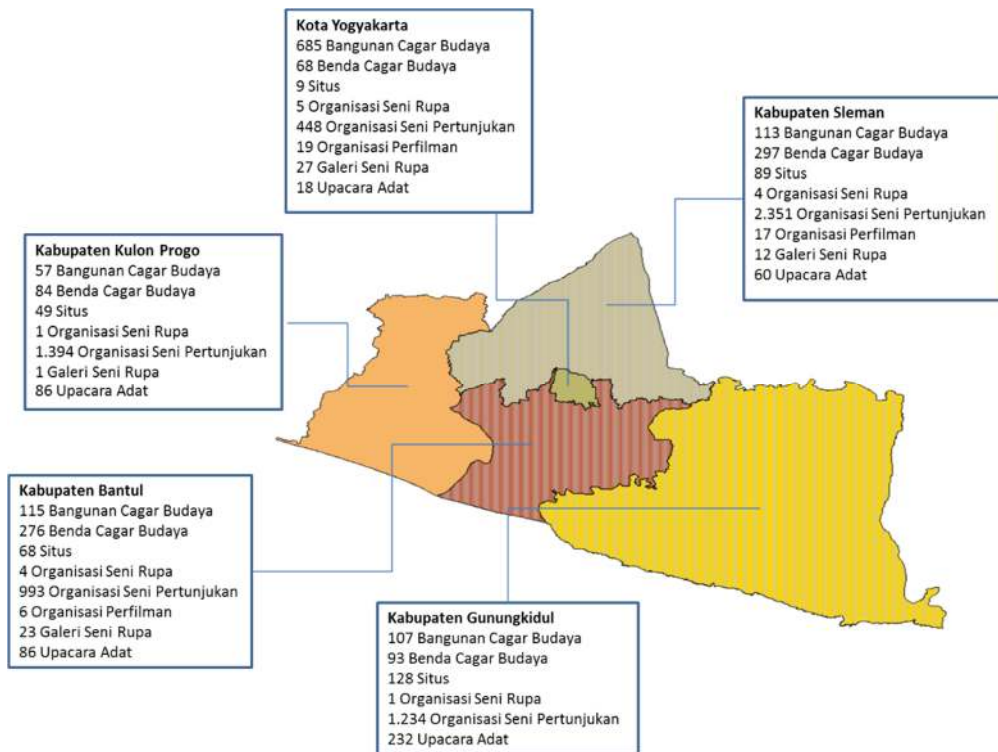 Kota Yogyakarta
685 Bangunan Cagar Budaya
68 Benda Cagar Budaya
9 Situs
5 Organisasi Seni Rupa
448 Organisasi Seni Pertunjukan
19 Organisasi Perfilman
27 Galeri Seni Rupa
18 Upacara Adat
Kabupaten Sleman
113 Bangunan Cagar Budaya
297 Benda Cagar Budaya
89 Situs
4 Organisasi Seni Rupa
2.351 Organisasi Seni Pertunjukan
17 Organisasi Perfilman
12 Galeri Seni Rupa
60 Upacara Adat
Kabupaten Kulon Progo
57 Bangunan Cagar Budaya
84 Benda Cagar Budaya
49 Situs
1 Organisasi Seni Rupa
1.394 Organisasi Seni Pertunjukan
1 Galeri Seni Rupa
86 Upacara Adat
Kabupaten Bantul
115 Bangunan Cagar Budaya
276 Benda Cagar Budaya
68 Situs
4 Organisasi Seni Rupa
993 Organisasi Seni Pertunjukan
6 Organisasi Perfilman
23 Galeri Seni Rupa
86 Upacara Adat
Kabupaten Gunungkidul
107 Bangunan Cagar Budaya
93 Benda Cagar Budaya
128 Situs
1 Organisasi Seni Rupa
1.234 Organisasi Seni Pertunjukan
232 Upacara Adat